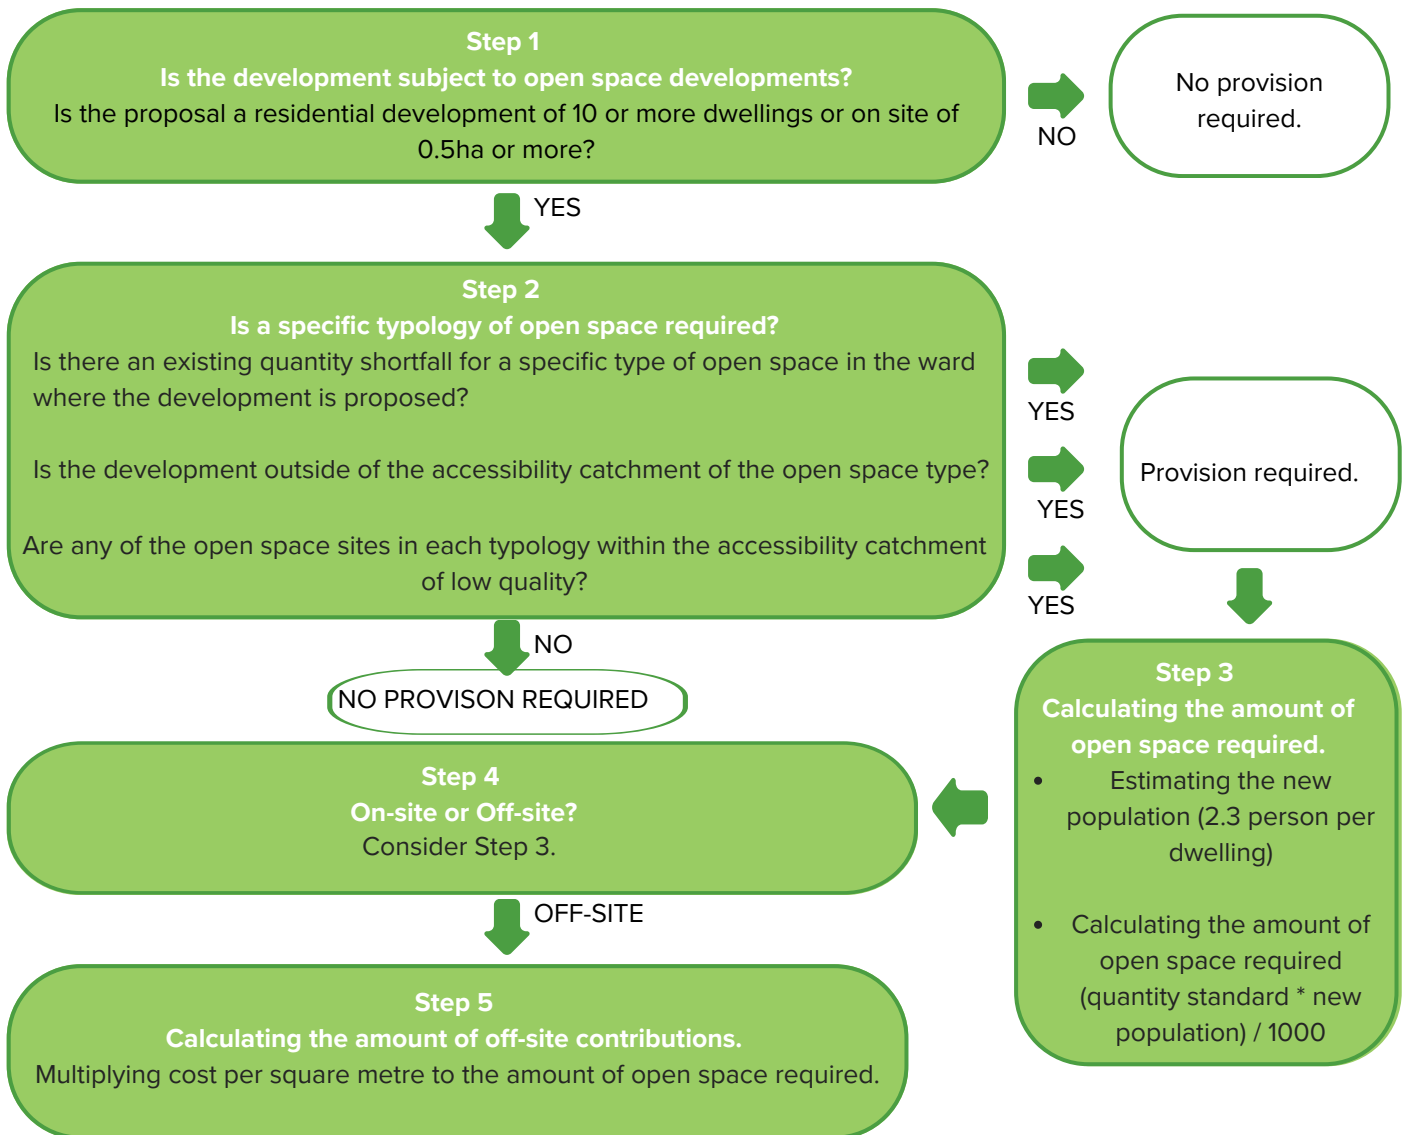 Step 1
Is the development subject to open space developments?
Is the proposal a residential development of 10 or more dwellings or on site of
0.5ha or more?
NO
No provision
required.
YES
Step 2
Is a specific typology of open space required?
Is there an existing quantity shortfall for a specific type of open space in the ward
where the development is proposed?
YES
Is the development outside of the accessibility catchment of the open space type?
YES
Are any of the open space sites in each typology within the accessibility catchment
of low quality?
YES
Provision required.
NO
NO PROVISON REQUIRED
Step 3
Calculating the amount of
open space required.
• Estimating the new
population (2.3 person per
dwelling)
• Calculating the amount of
open space required
(quantity standard * new
population) / 1000
Step 4
On-site or Off-site?
Consider Step 3.
OFF-SITE
Step 5
Calculating the amount of off-site contributions.
Multiplying cost per square metre to the amount of open space required.